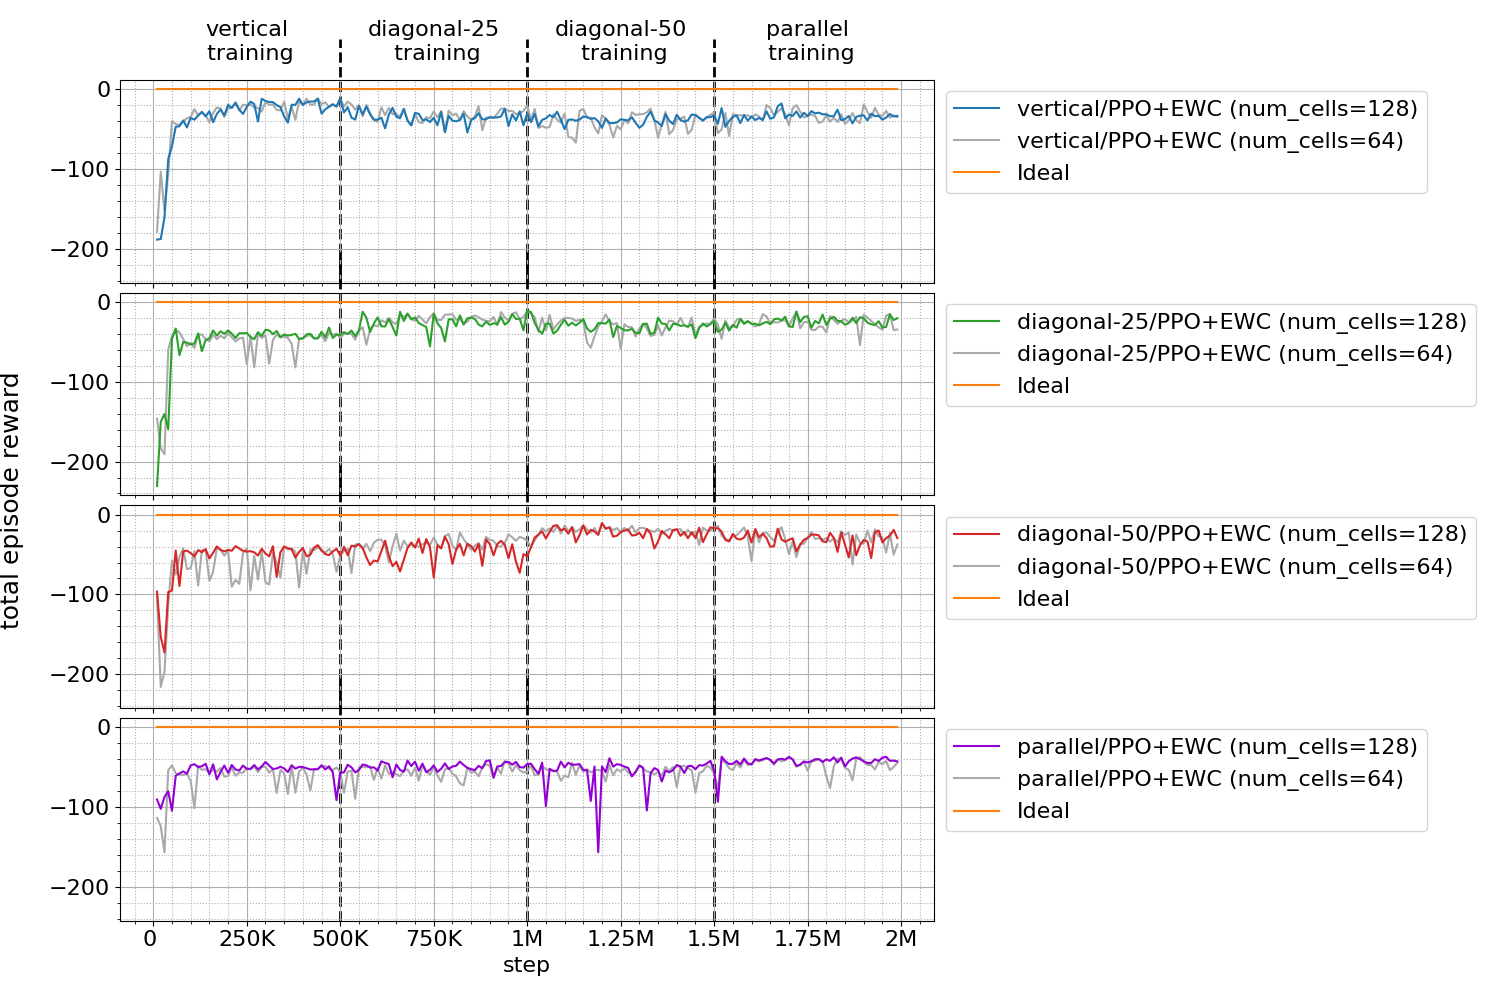 vertical
training
diagonal-25
training
diagonal-50
training
parallel
training
total episode reward
0
−100
−200
vertical/PPO+EWC (num_cells=128)
vertical/PPO+EWC (num_cells=64)
Ideal
0
−100
−200
diagonal-25/PPO+EWC (num_cells=128)
diagonal-25/PPO+EWC (num_cells=64)
Ideal
0
−100
−200
diagonal-50/PPO+EWC (num_cells=128)
diagonal-50/PPO+EWC (num_cells=64)
Ideal
0
−100
−200
parallel/PPO+EWC (num_cells=128)
parallel/PPO+EWC (num_cells=64)
Ideal
0 250K 500K 750K 1M 1.25M 1.5M 1.75M 2M
step